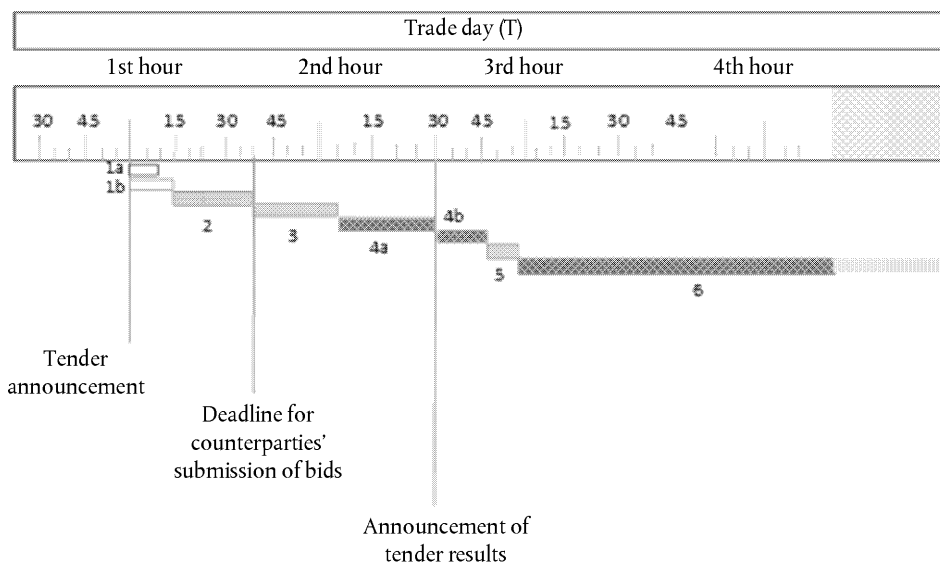 Trade day (T)
1st hour 2nd hour 3rd hour 4th hour
30 45 15 30 45 15 30 45 15 30 45
1a
1b
2
3
4a
4b
5
6
Tender
announcement
Deadline for
counterparties'
submission of bids
Announcement of
tender results